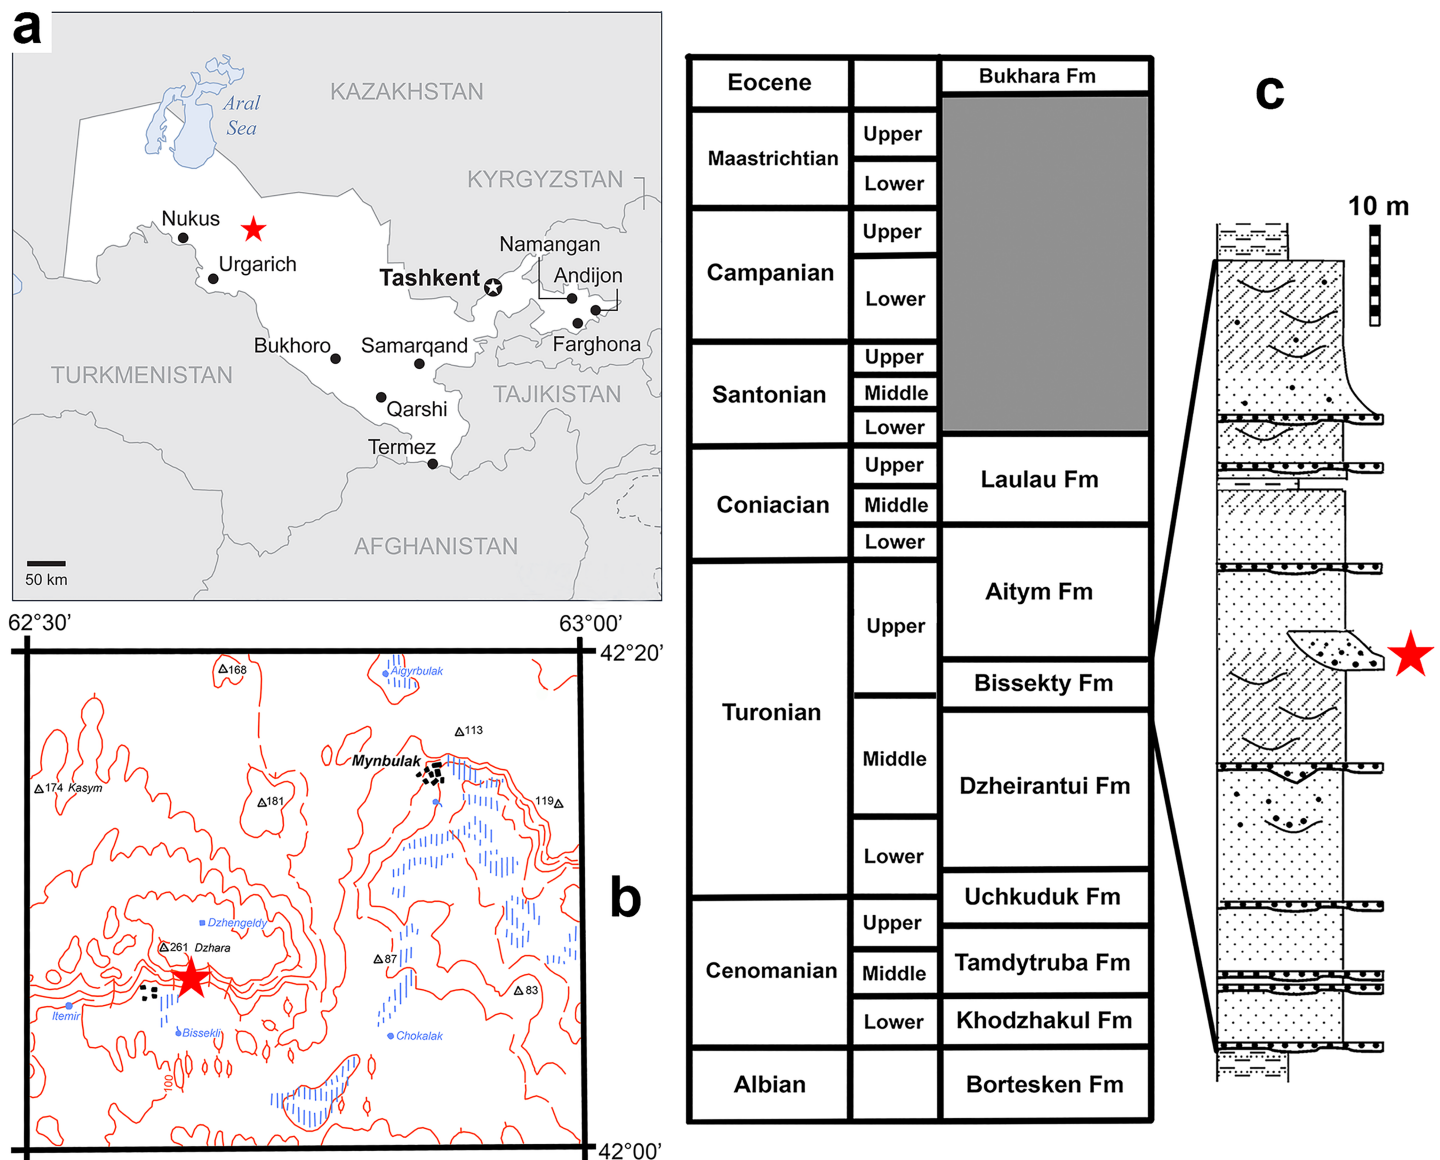 a
KAZAKHSTAN
Aral
Sea
KYRGYZSTAN
Nukus
Urgarich
Namangan
Tashkent
Andijon
Bukhoro
Samarqand
Farghona
TURKMENISTAN
TAJIKISTAN
Qarshi
Termez
AFGHANISTAN
50 km
62°30’
63°00’
42°20’
168
Aigyrbulak
113
Mynbulak
174 Kasym
181
119
b
Dzhengeldy
261 Dzhara
87
83
Itemir
Bissekli
Chokalak
100
42°00’
c
Eocene
Bukhara Fm
Maastrichtian
Upper
Lower
Campanian
Upper
Lower
Santonian
Upper
Middle
Lower
Coniacian
Upper
Middle
Lower
Laulau Fm
Aitym Fm
Turonian
Upper
Middle
Lower
Bissekty Fm
Dzheirantui Fm
Uchkuduk Fm
Cenomanian
Upper
Middle
Lower
Tamdytruba Fm
Khodzhakul Fm
Albian
Bortesken Fm
10 m